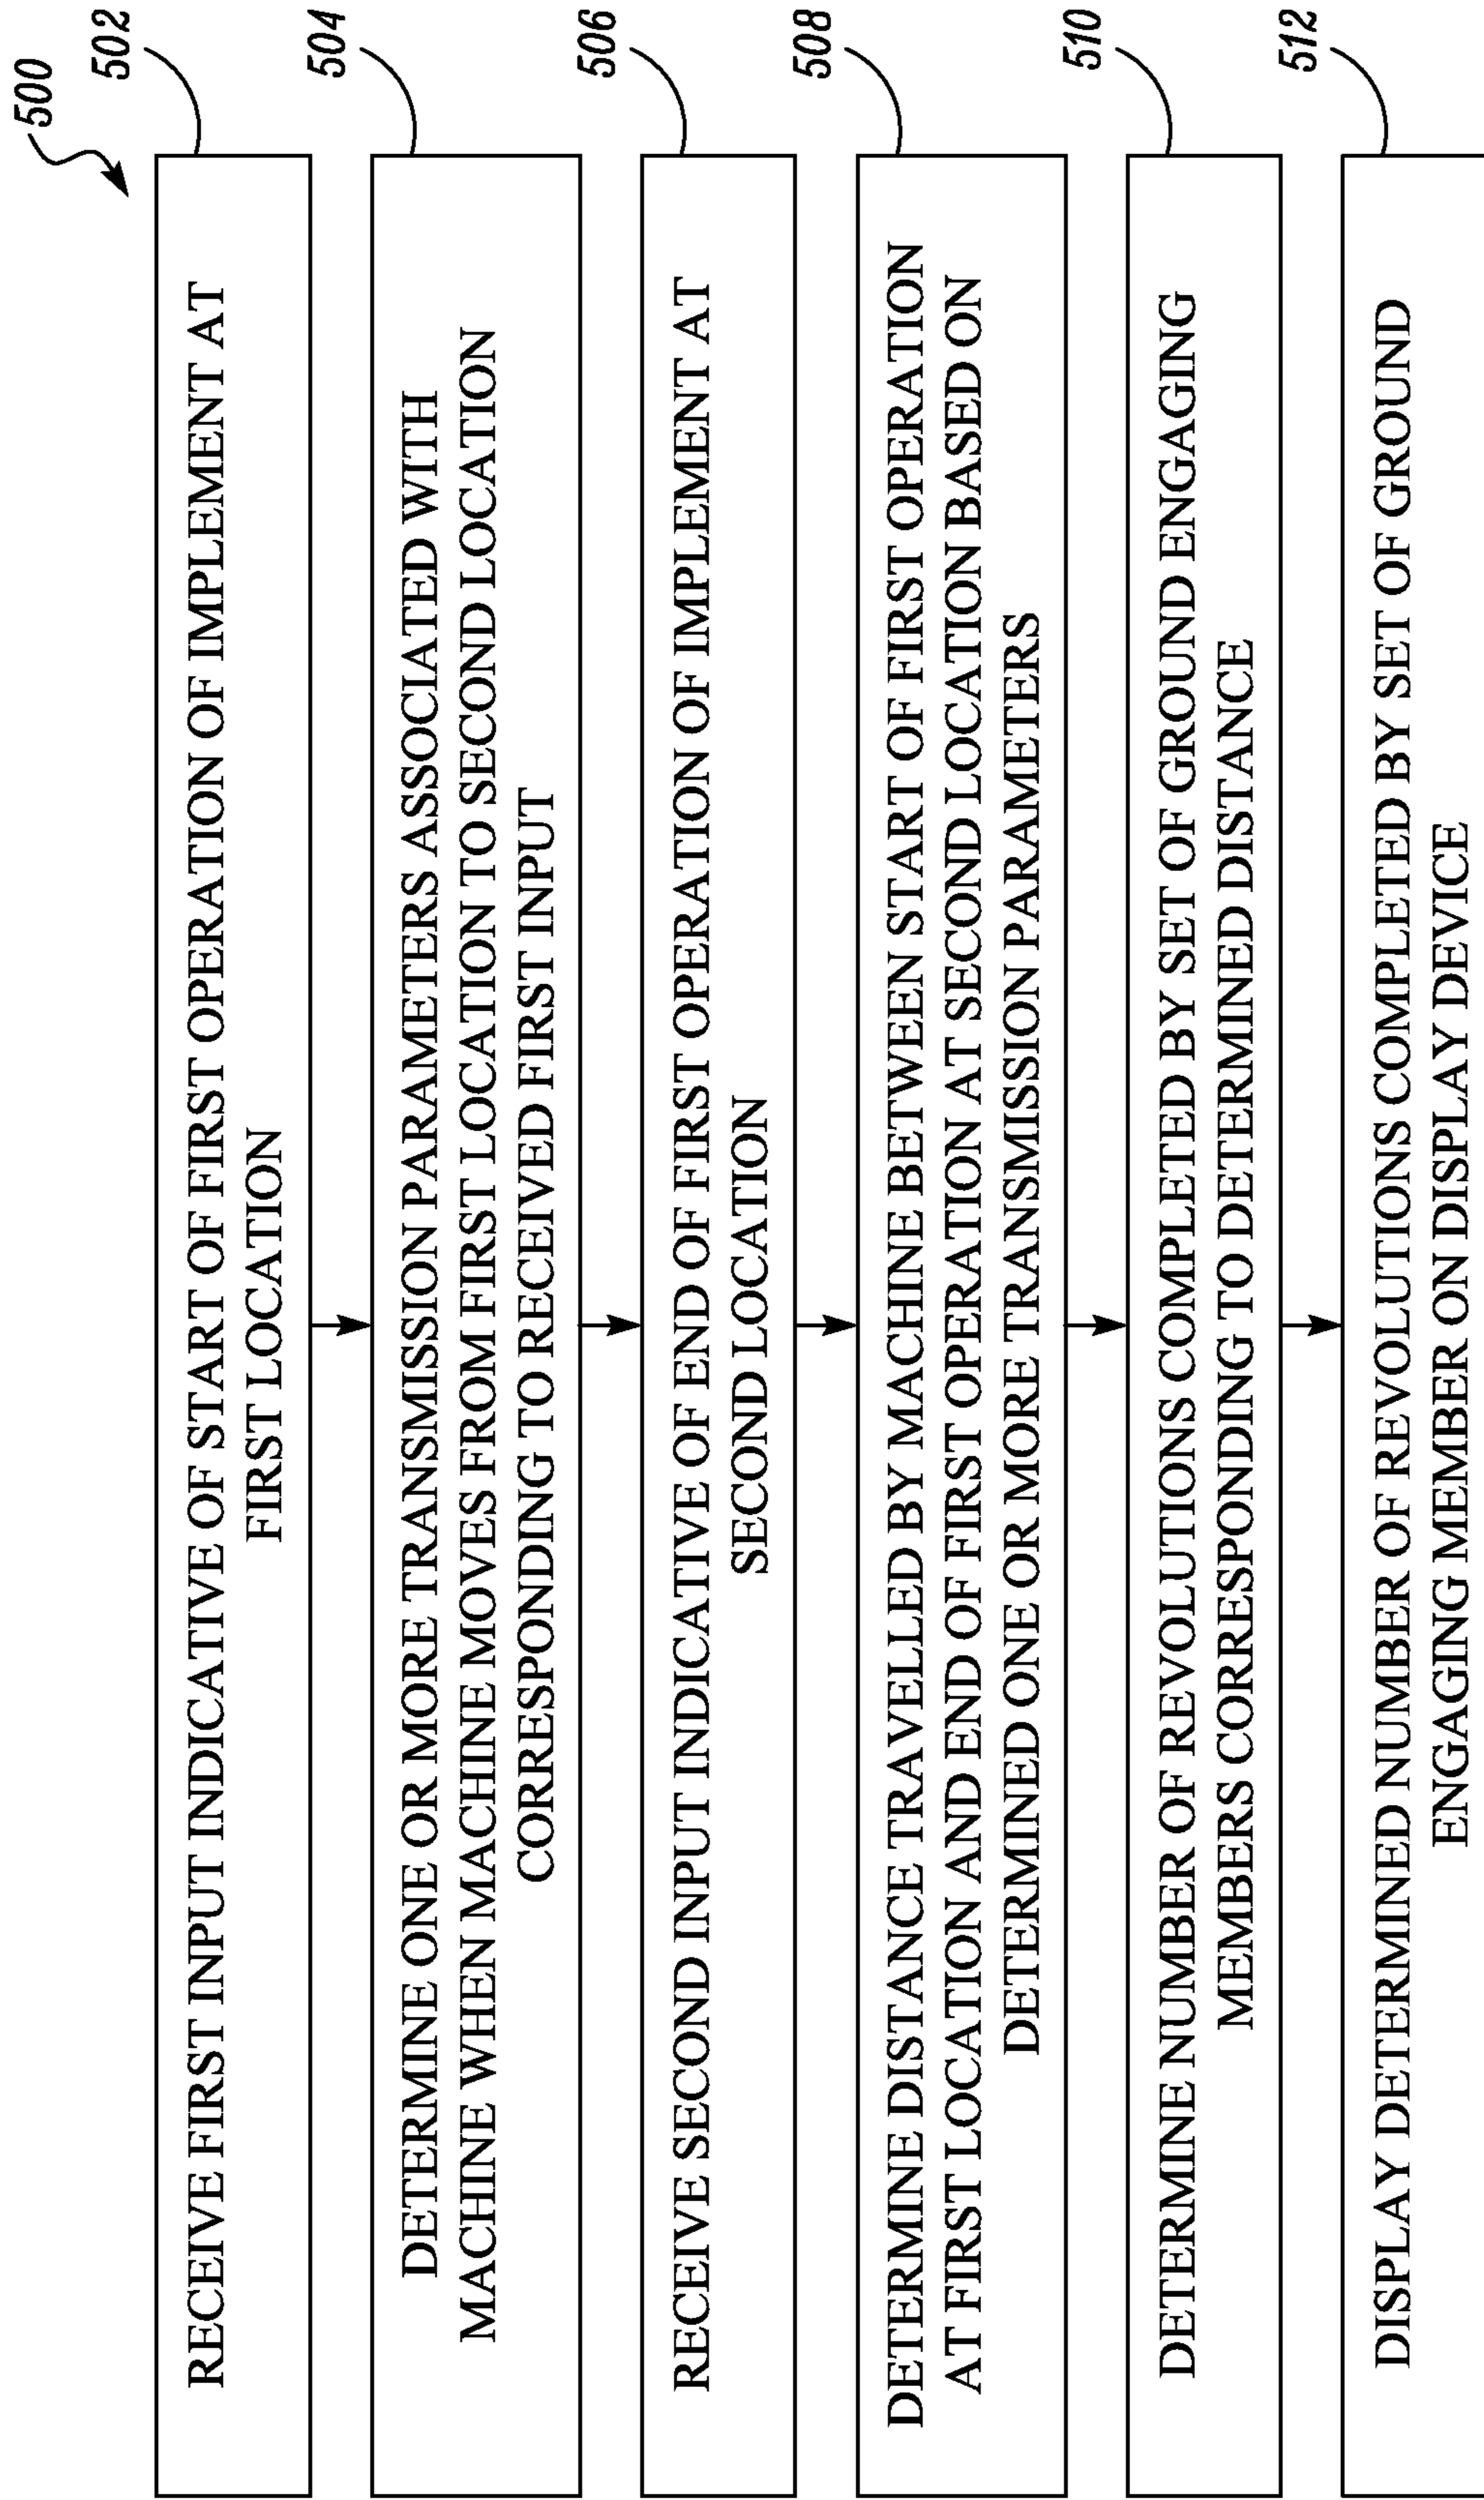 500
502
RECEIVE FIRST INPUT INDICATIVE OF START OF FIRST OPERATION OF IMPLEMENT AT
FIRST LOCATION
504
DETERMINE ONE OR MORE TRANSMISSION PARAMETERS ASSOCIATED WITH
MACHINE WHEN MACHINE MOVES FROM FIRST LOCATION TO SECOND LOCATION
CORRESPONDING TO RECEIVED FIRST INPUT
506
RECEIVE SECOND INPUT INDICATIVE OF END OF FIRST OPERATION OF IMPLEMENT AT
SECOND LOCATION
508
DETERMINE DISTANCE TRAVELLED BY MACHINE BETWEEN START OF FIRST OPERATION
AT FIRST LOCATION AND END OF FIRST OPERATION AT SECOND LOCATION BASED ON
DETERMINED ONE OR MORE TRANSMISSION PARAMETERS
510
DETERMINE NUMBER OF REVOLUTIONS COMPLETED BY SET OF GROUND ENGAGING
MEMBERS CORRESPONDING TO DETERMINED DISTANCE
512
DISPLAY DETERMINED NUMBER OF REVOLUTIONS COMPLETED BY SET OF GROUND
ENGAGING MEMBER ON DISPLAY DEVICE